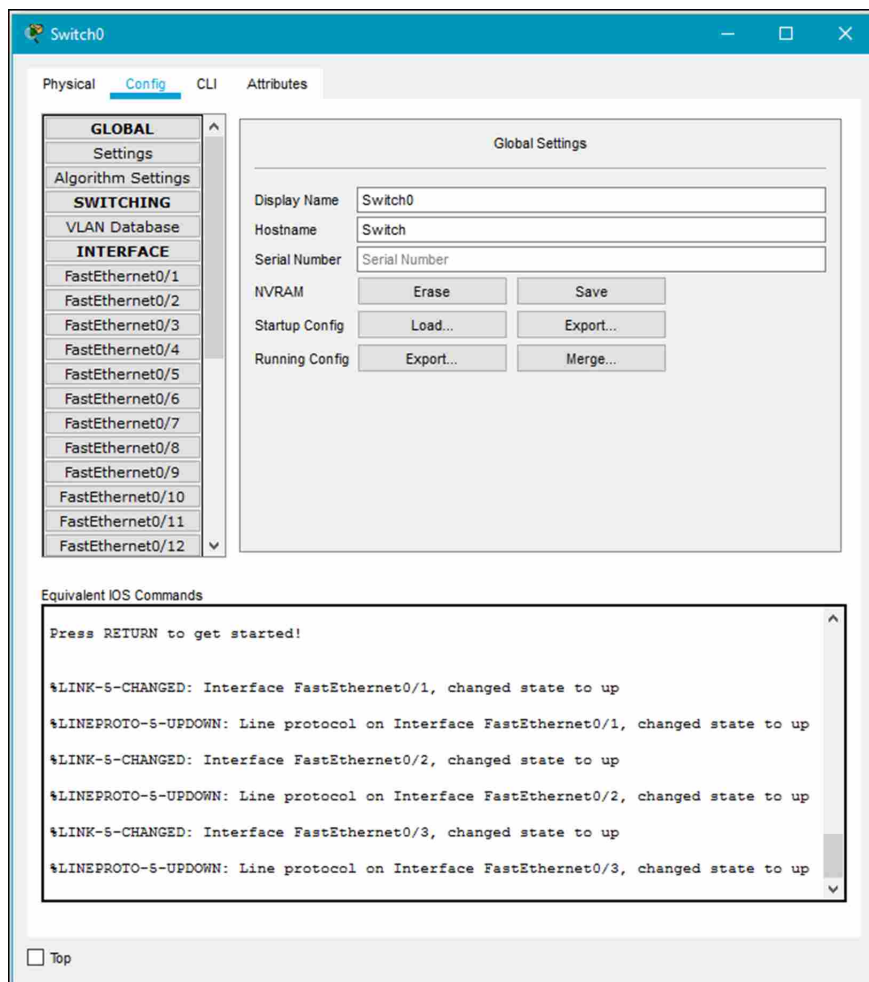 Switch0
Physical Config CLI Attributes
GLOBAL
Settings
Algorithm Settings
SWITCHING
VLAN Database
INTERFACE
FastEthernet0/1
FastEthernet0/2
FastEthernet0/3
FastEthernet0/4
FastEthernet0/5
FastEthernet0/6
FastEthernet0/7
FastEthernet0/8
FastEthernet0/9
FastEthernet0/10
FastEthernet0/11
FastEthernet0/12
Global Settings
Display Name Switch0
Hostname Switch
Serial Number Serial Number
NVRAM Erase Save
Startup Config Load... Export...
Running Config Export... Merge...
Equivalent IOS Commands
Press RETURN to get started!
%LINK-5-CHANGED: Interface FastEthernet0/1, changed state to up
%LINEPROTO-5-UPDOWN: Line protocol on Interface FastEthernet0/1, changed state to up
%LINK-5-CHANGED: Interface FastEthernet0/2, changed state to up
%LINEPROTO-5-UPDOWN: Line protocol on Interface FastEthernet0/2, changed state to up
%LINK-5-CHANGED: Interface FastEthernet0/3, changed state to up
%LINEPROTO-5-UPDOWN: Line protocol on Interface FastEthernet0/3, changed state to up
Top